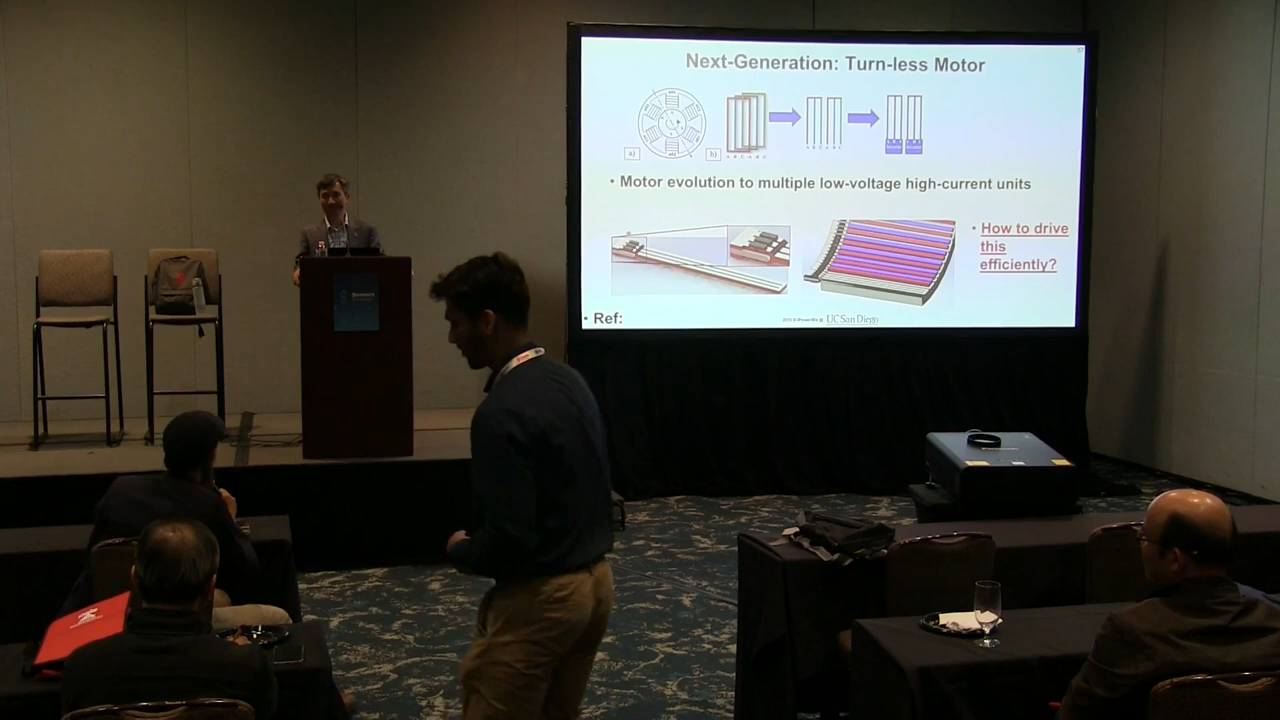 Next-Generation: Turn-less Motor
a)
b)
• Motor evolution to multiple low-voltage high-current units
• How to drive
this
efficiently?
• Ref:
UC San Diego
Sensors